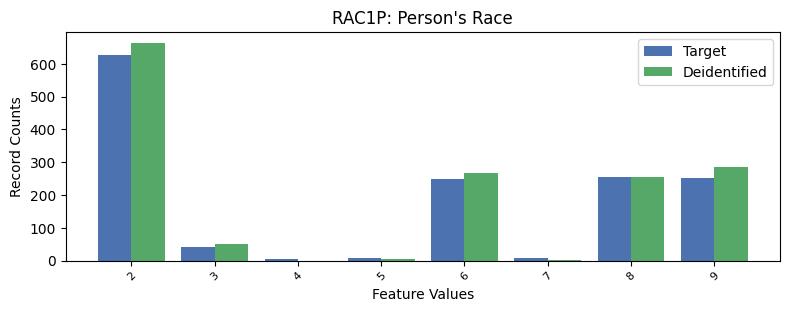 RAC1P: Person's Race
Target
Deidentified
Record Counts
600
500
400
300
200
100
0
2 3 4 5 6 7 8 9
Feature Values